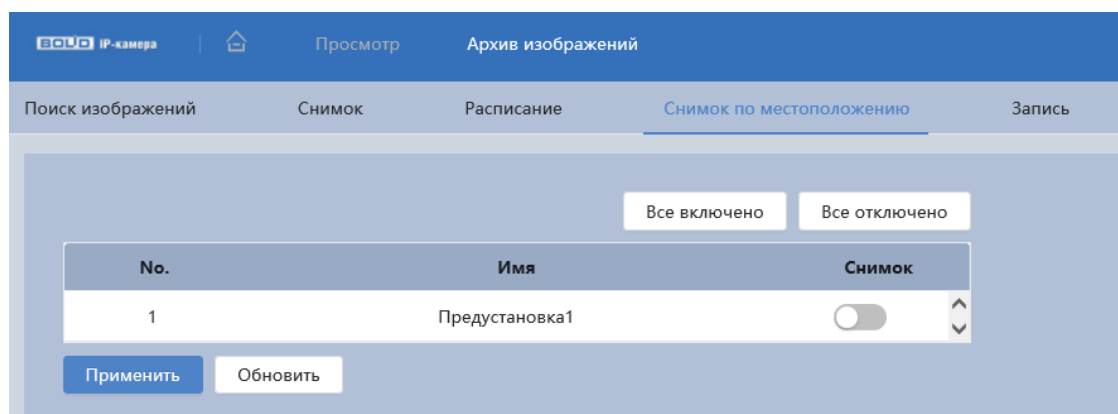 BOLID IP-камера Просмотр Архив изображений
Поиск изображений Снимок Расписание Снимок по местоположению Запись
Все включено Все отключено
No. Имя Снимок
1 Предустановка1
Применить Обновить